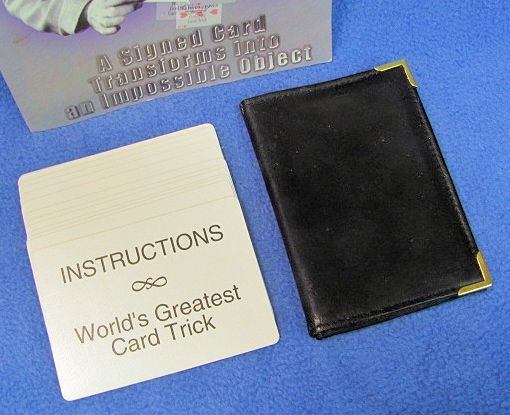 A Signed Card
Transforms Into
an Impossible Object
INSTRUCTIONS
World's Greatest
Card Trick